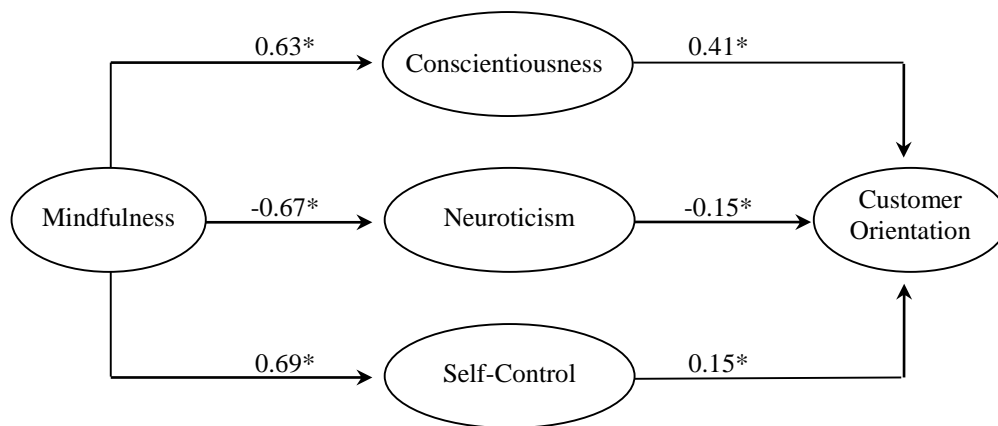 0.63*
Conscientiousness
0.41*
Mindfulness
-0.67*
Neuroticism
-0.15*
Customer
Orientation
0.69*
Self-Control
0.15*